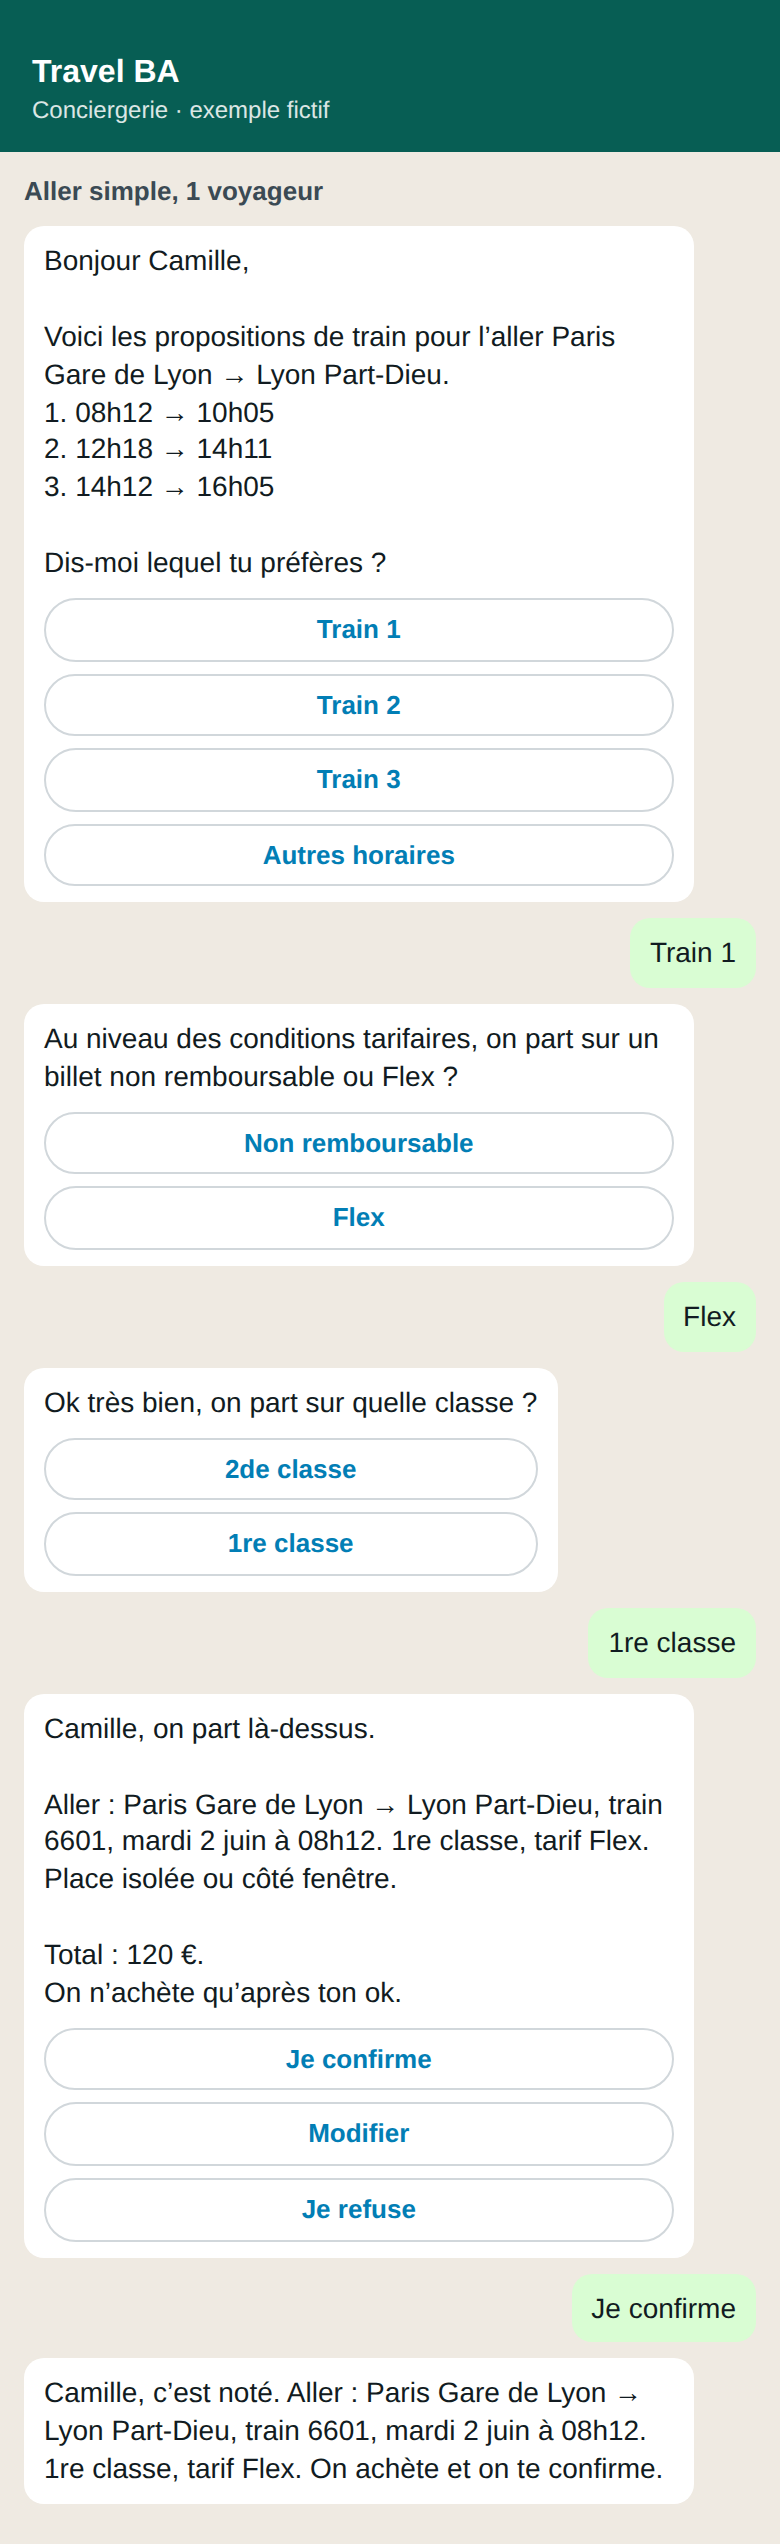 Travel BA
Conciergerie · exemple fictif
Aller simple, 1 voyageur
Bonjour Camille,
Voici les propositions de train pour l’aller Paris
Gare de Lyon → Lyon Part-Dieu.
1. 08h12 → 10h05
2. 12h18 → 14h11
3. 14h12 → 16h05
Dis-moi lequel tu préfères ?
Train 1
Train 2
Train 3
Autres horaires
Train 1
Au niveau des conditions tarifaires, on part sur un
billet non remboursable ou Flex ?
Non remboursable
Flex
Flex
Ok très bien, on part sur quelle classe ?
2de classe
1re classe
1re classe
Camille, on part là-dessus.
Aller : Paris Gare de Lyon → Lyon Part-Dieu, train
6601, mardi 2 juin à 08h12. 1re classe, tarif Flex.
Place isolée ou côté fenêtre.
Total : 120 €.
On n’achète qu’après ton ok.
Je confirme
Modifier
Je refuse
Je confirme
Camille, c’est noté. Aller : Paris Gare de Lyon →
Lyon Part-Dieu, train 6601, mardi 2 juin à 08h12.
1re classe, tarif Flex. On achète et on te confirme.